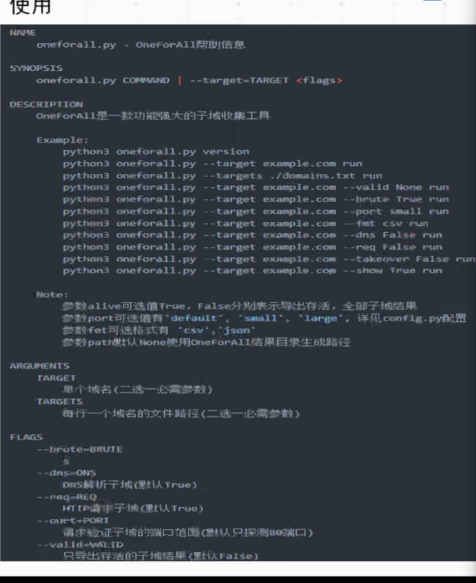 使用
NAME
oneforall.py - OneForAll帮助信息
SYNOPSIS
oneforall.py COMMAND | --target=TARGET <flags>
DESCRIPTION
OneForAll是一款功能强大的子域收集工具
Example:
python3 oneforall.py version
python3 oneforall.py --target example.com run
python3 oneforall.py --targets ./domains.txt run
python3 oneforall.py --target example.com --valid None run
python3 oneforall.py --target example.com --brute True run
python3 oneforall.py --target example.com --port small run
python3 oneforall.py --target example.com --fmt csv run
python3 oneforall.py --target example.com --dns False run
python3 oneforall.py --target example.com --req False run
python3 oneforall.py --target example.com --takeover False run
python3 oneforall.py --target example.com --show True run
Note:
参数alive可选值True，False分别表示导出存活，全部子域结果
参数port可选值有'default', 'small', 'large', 详见config.py配置
参数fmt可选格式有 'csv','json'
参数path默认None使用OneForAll结果目录生成路径
ARGUMENTS
TARGET
单个域名(二选一必需参数)
TARGETS
每行一个域名的文件路径(二选一必需参数)
FLAGS
--brute=BRUTE
s
--dns=DNS
DNS解析子域(默认True)
--req=REQ
HTTP请求子域(默认True)
--port=PORT
请求验证子域的端口范围(默认只探测80端口)
--valid=VALID
只导出存活的子域结果(默认False)